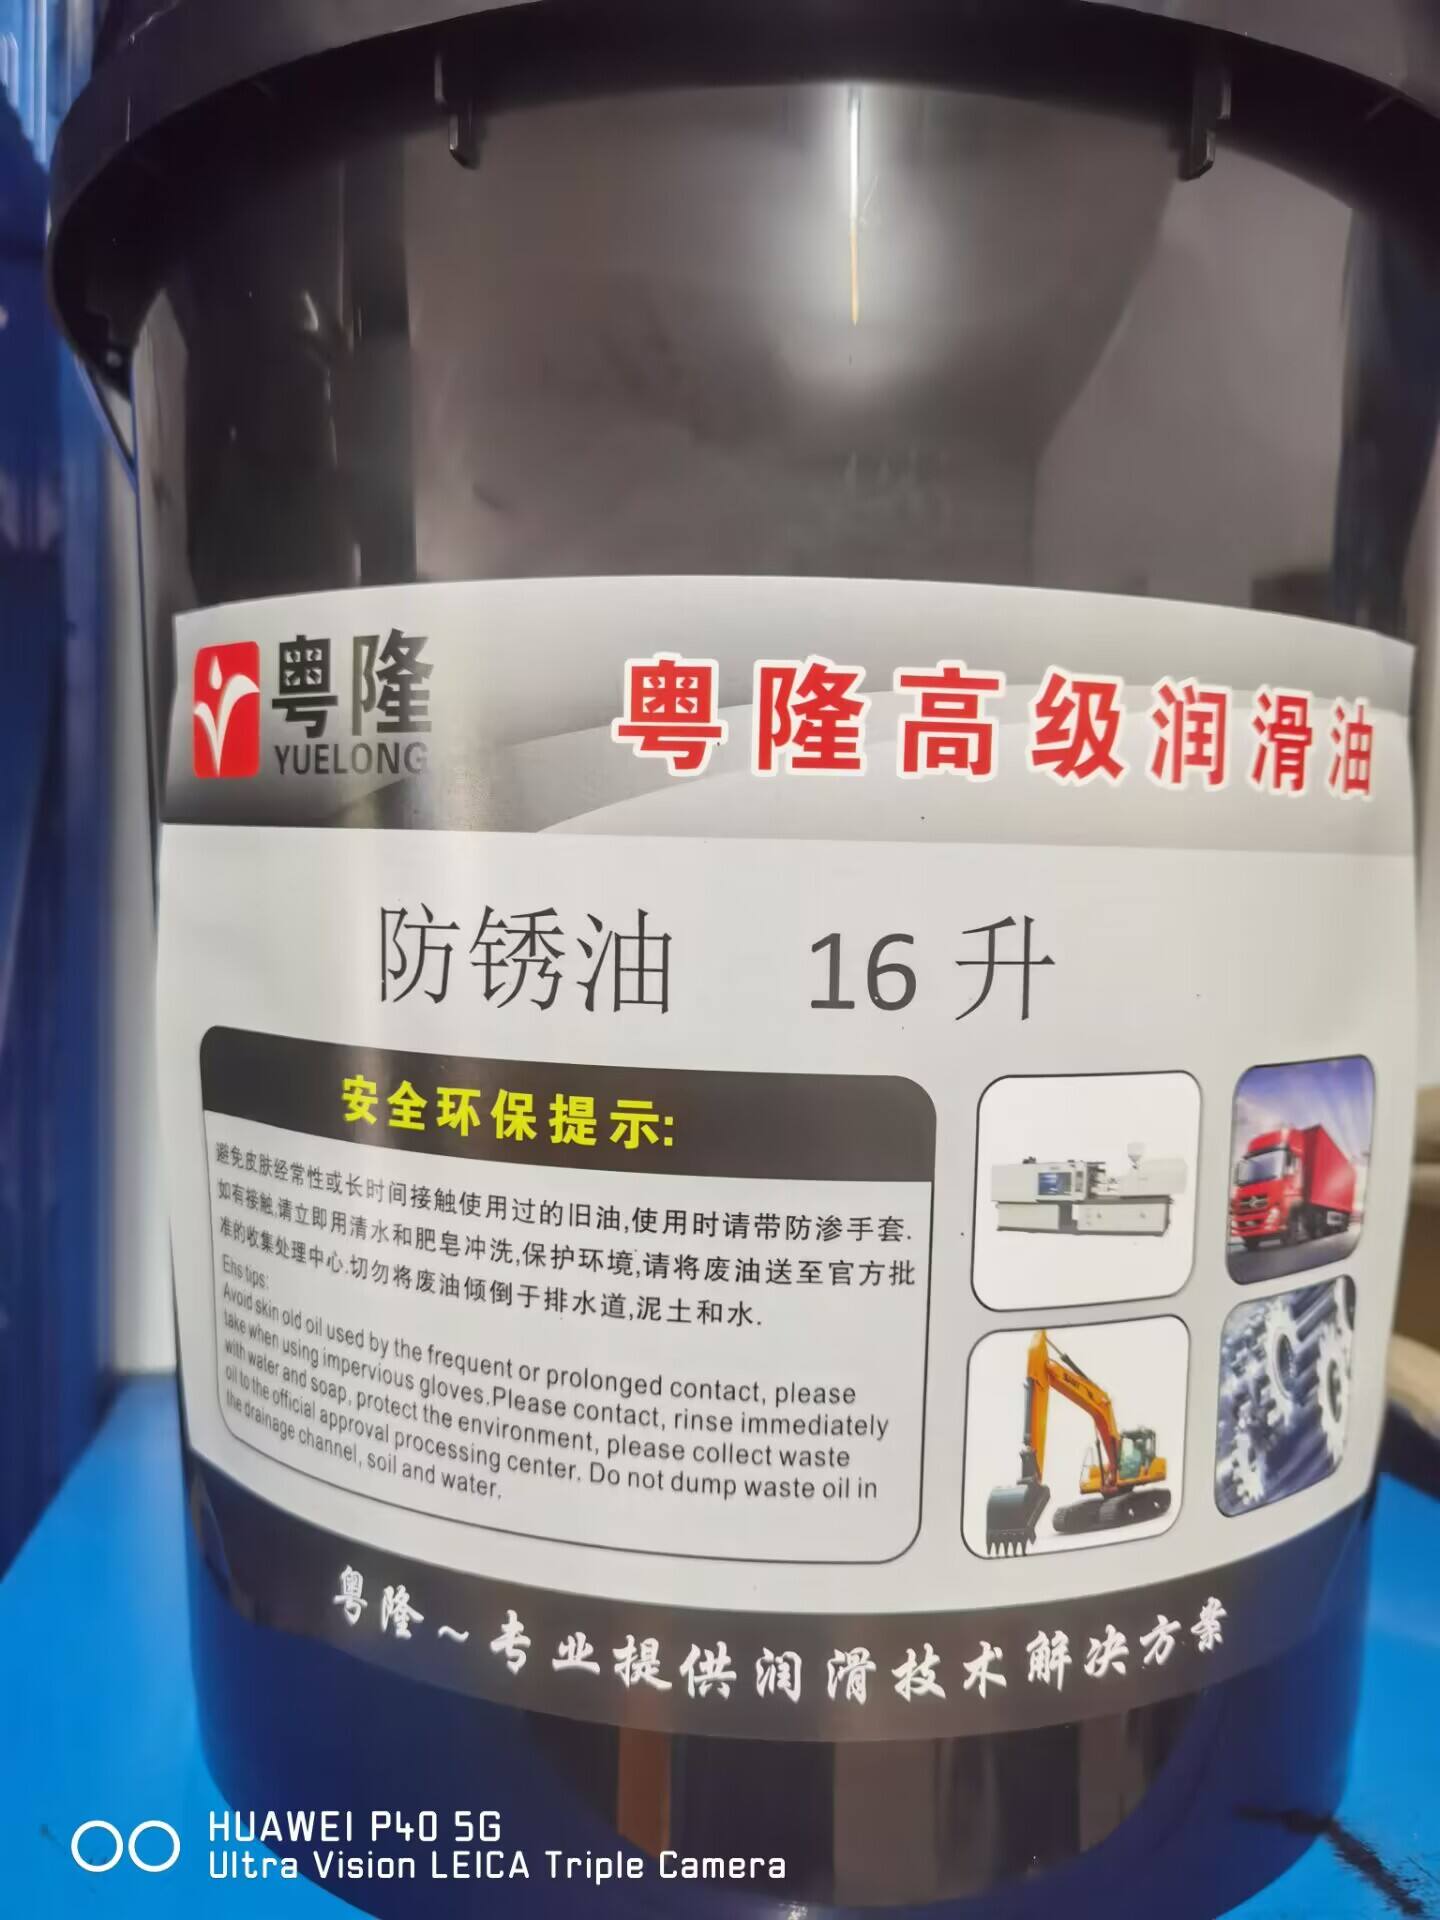 粤隆
YUELONG
粤隆高级润滑油
防锈油 16升
安全环保提示:
避免皮肤经常性或长时间接触使用过的旧油,使用时请带防渗手套.
如有接触,请立即用清水和肥皂冲洗,保护环境,请将废油送至官方批
准的收集处理中心.切勿将废油倾倒于排水道,泥土和水.
Ehs tips:
Avoid skin old oil used by the frequent or prolonged contact, please
take when using impervious gloves.Please contact, rinse immediately
with water and soap, protect the environment, please collect waste
oil to the official approval processing center. Do not dump waste oil in
the drainage channel, soil and water.
粤隆~专业提供润滑技术解决方案
HUAWEI P40 5G
Ultra Vision LEICA Triple Camera